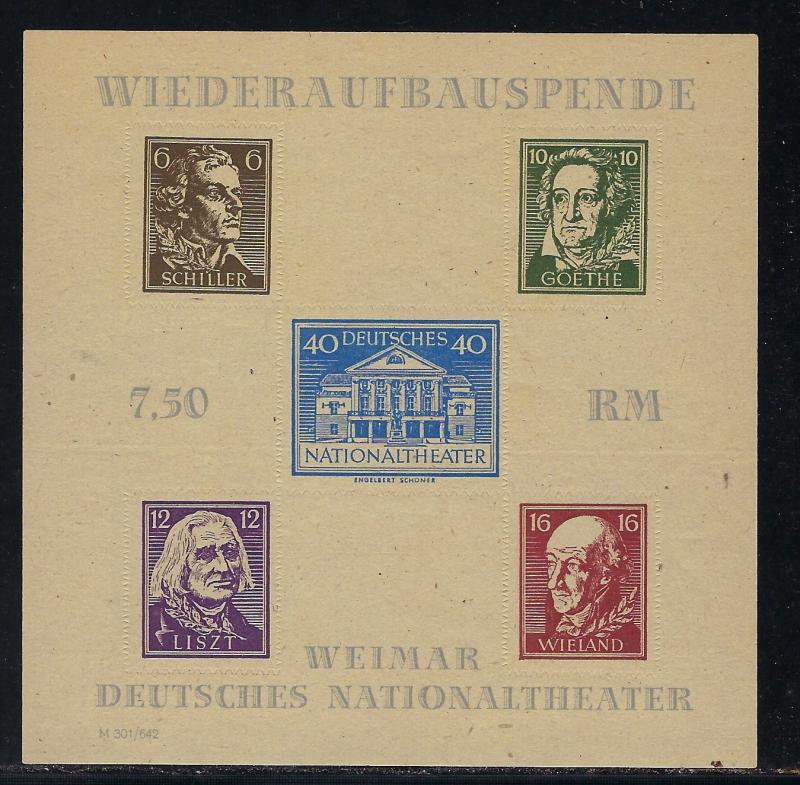 WIEDERAUFBAUSPENDE
6 6
SCHILLER
10 10
GOETHE
40 DEUTSCHES 40
NATIONALTHEATER
ENGELBERT SCHONER
7,50 RM
12 12
LISZT
16 16
WIELAND
WEIMAR
DEUTSCHES NATIONALTHEATER
M 301/642